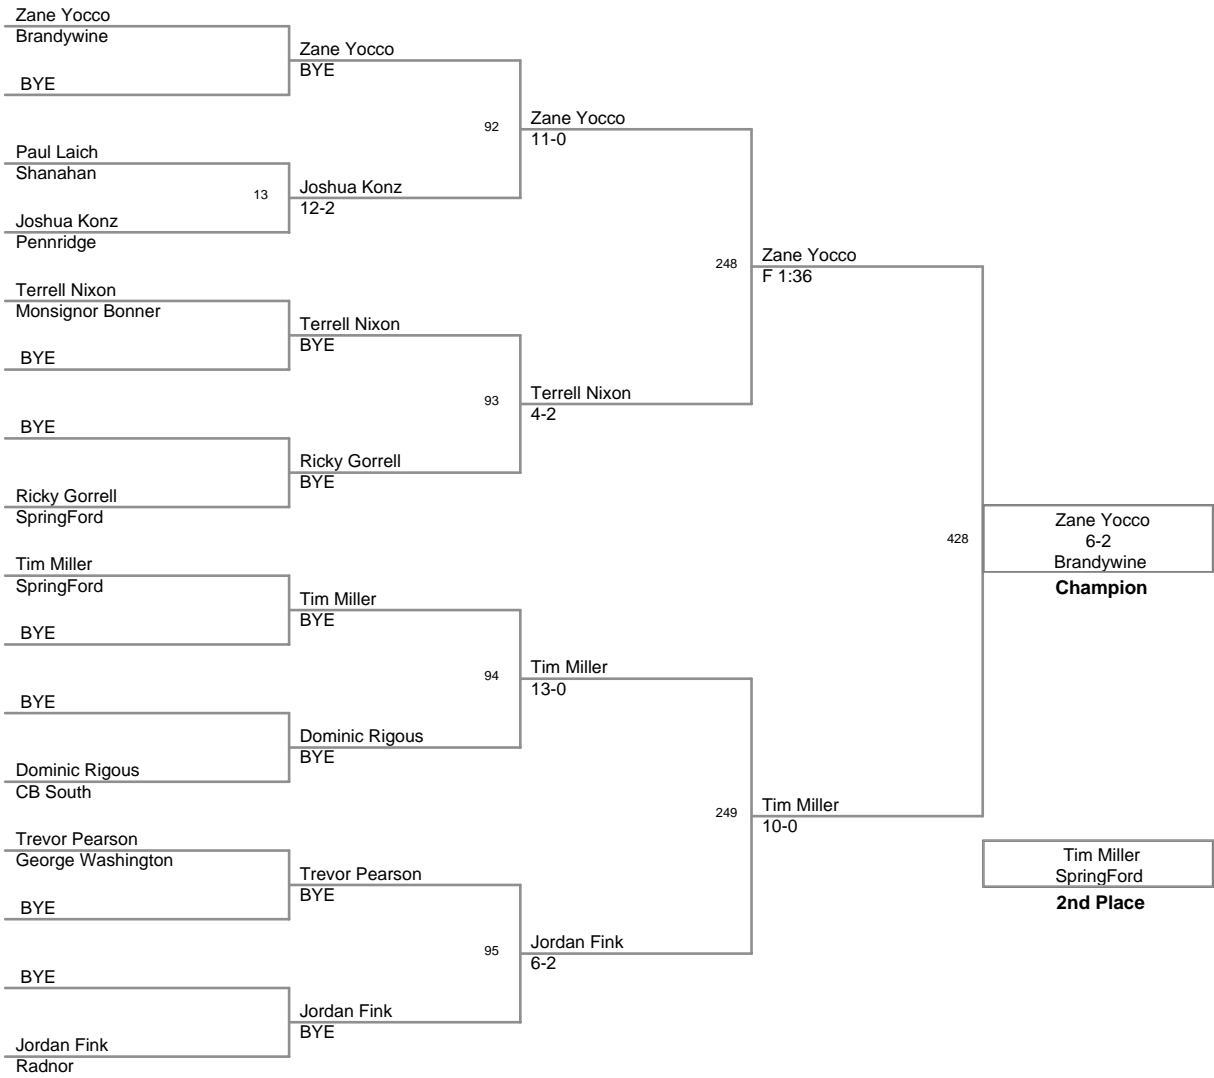 Zane Yocco
Brandywine
Zane Yocco
BYE
BYE
92
Zane Yocco
11-0
Paul Laich
Shanahan
13
Joshua Konz
12-2
Joshua Konz
Pennridge
248
Zane Yocco
F 1:36
Terrell Nixon
Monsignor Bonner
Terrell Nixon
BYE
BYE
93
Terrell Nixon
4-2
BYE
Ricky Gorrell
BYE
Ricky Gorrell
SpringFord
428
Zane Yocco
6-2
Brandywine
Champion
Tim Miller
SpringFord
Tim Miller
BYE
BYE
94
Tim Miller
13-0
BYE
Dominic Rigous
BYE
Dominic Rigous
CB South
249
Tim Miller
10-0
Tim Miller
SpringFord
2nd Place
Trevor Pearson
George Washington
Trevor Pearson
BYE
BYE
95
Jordan Fink
6-2
BYE
Jordan Fink
BYE
Jordan Fink
Radnor